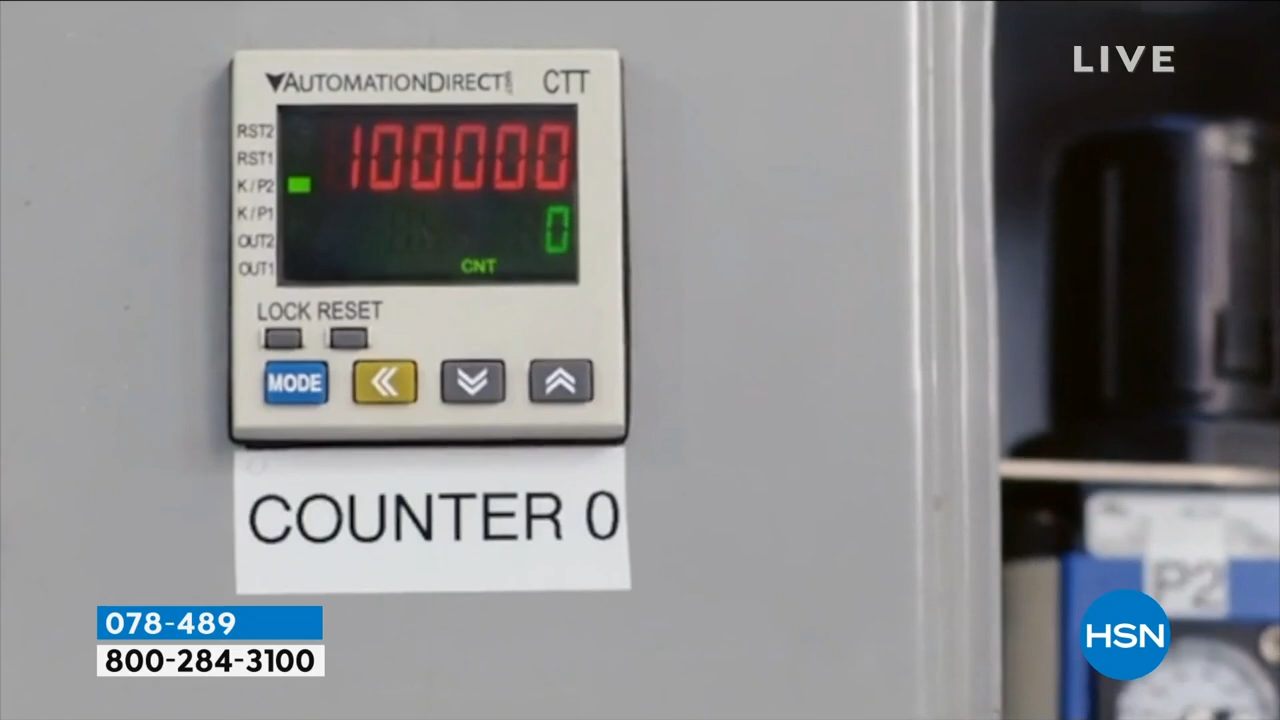 LIVE
AUTOMATIONDIRECT CTT
RST2
RST1
K/P2
K/P1
OUT2
OUT1
100000
0
CNT
LOCK RESET
MODE
COUNTER 0
P2
078-489
800-284-3100
HSN